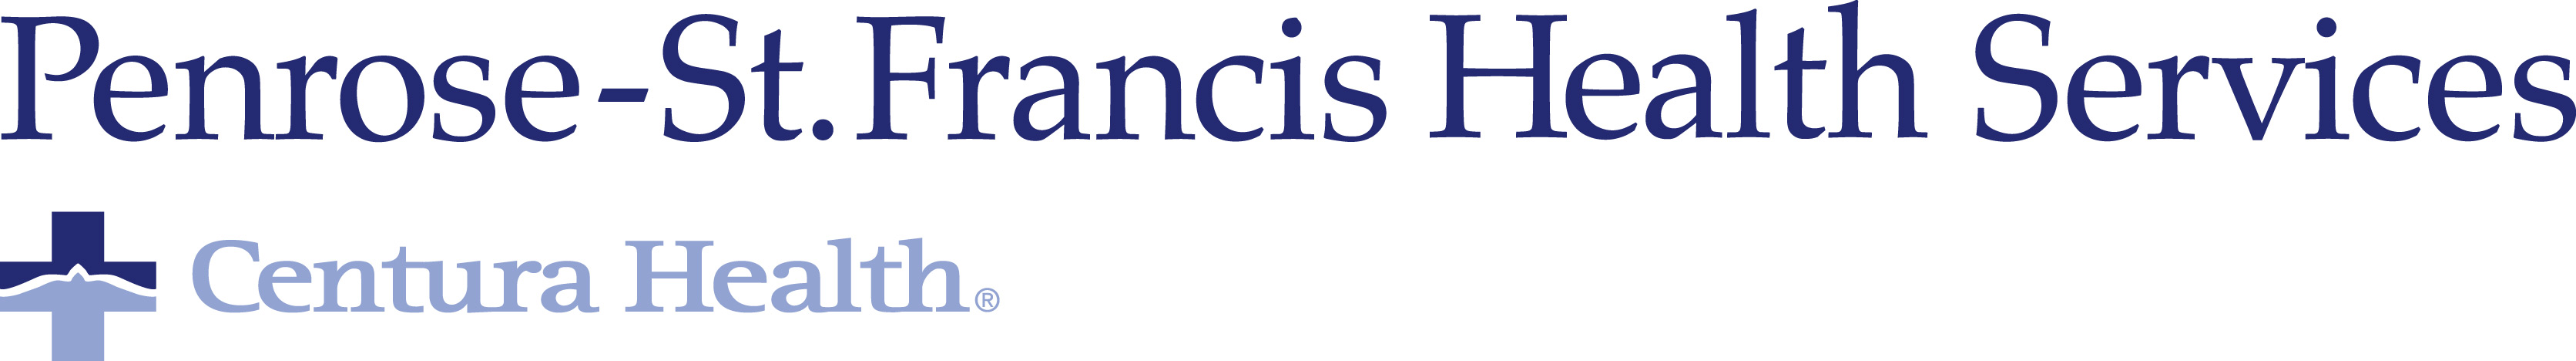 Penrose-St. Francis Health Services
Centura Health®